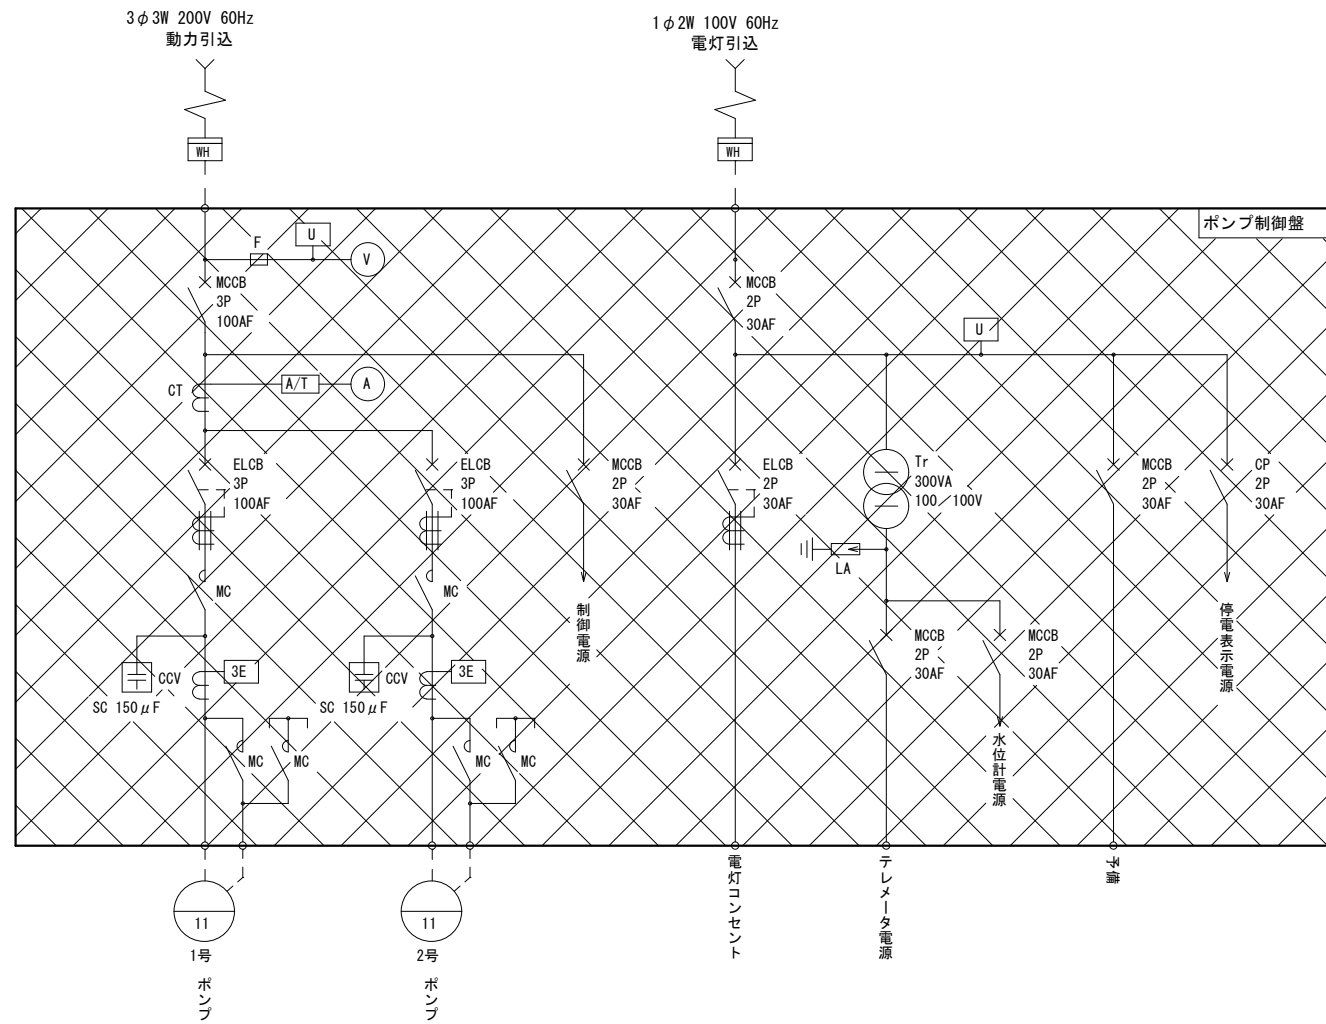 3φ3W 200V 60Hz
動力引込
1φ2W 100V 60Hz
電灯引込
WH
WH
ポンプ制御盤
F
U
V
MCCB
3P
100AF
MCCB
2P
30AF
U
CT
A/T
A
ELCB
3P
100AF
ELCB
3P
100AF
MCCB
2P
30AF
ELCB
2P
30AF
Tr
300VA
100／100V
MCCB
2P
30AF
CP
2P
30AF
LA
MC
MC
制御電源
停電表示電源
MCCB
2P
30AF
MCCB
2P
30AF
CCV
3E
SC 150μF
CCV
3E
SC 150μF
MC
MC
MC
MC
水位計電源
電灯コンセント
テレメータ電源
予備
11
1号
ポンプ
11
2号
ポンプ